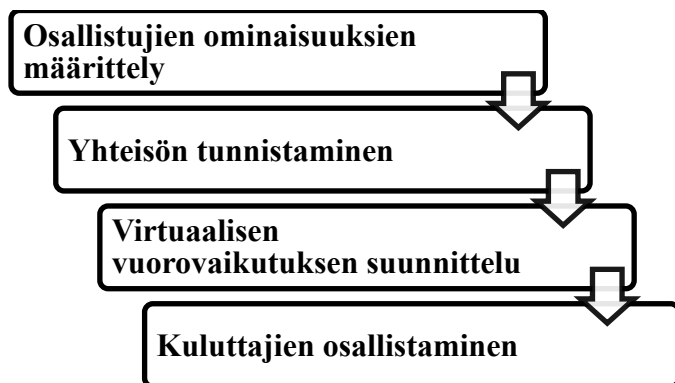 Osallistujien ominaisuuksien
määrittely
Yhteisön tunnistaminen
Virtuaalisen
vuorovaikutuksen suunnittelu
Kuluttajien osallistaminen